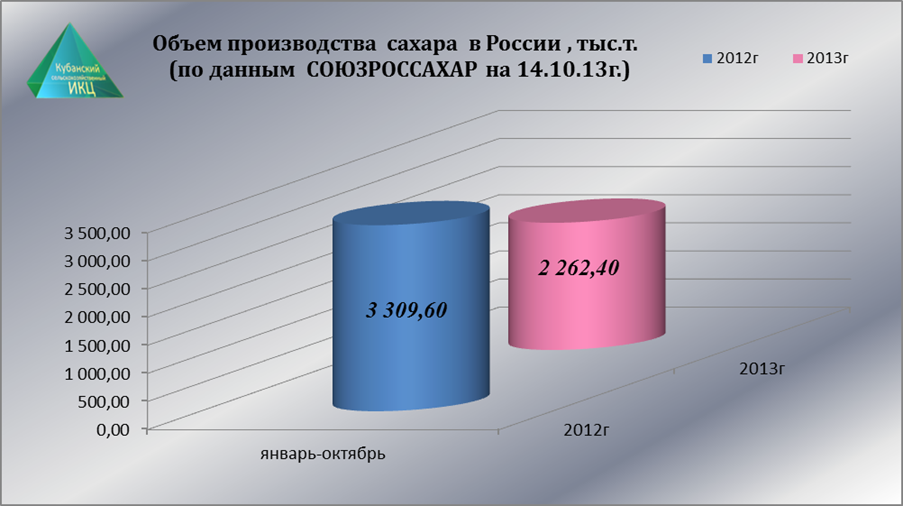 Объем производства сахара в России , тыс.т.
(по данным СОЮЗРОССАХАР на 14.10.13г.)
2012г
2013г
Кубанский
сельскохозяйственный
ИКЦ
3 500,00
3 000,00
2 500,00
2 000,00
1 500,00
1 000,00
500,00
0,00
3 309,60
2 262,40
январь-октябрь
2012г
2013г